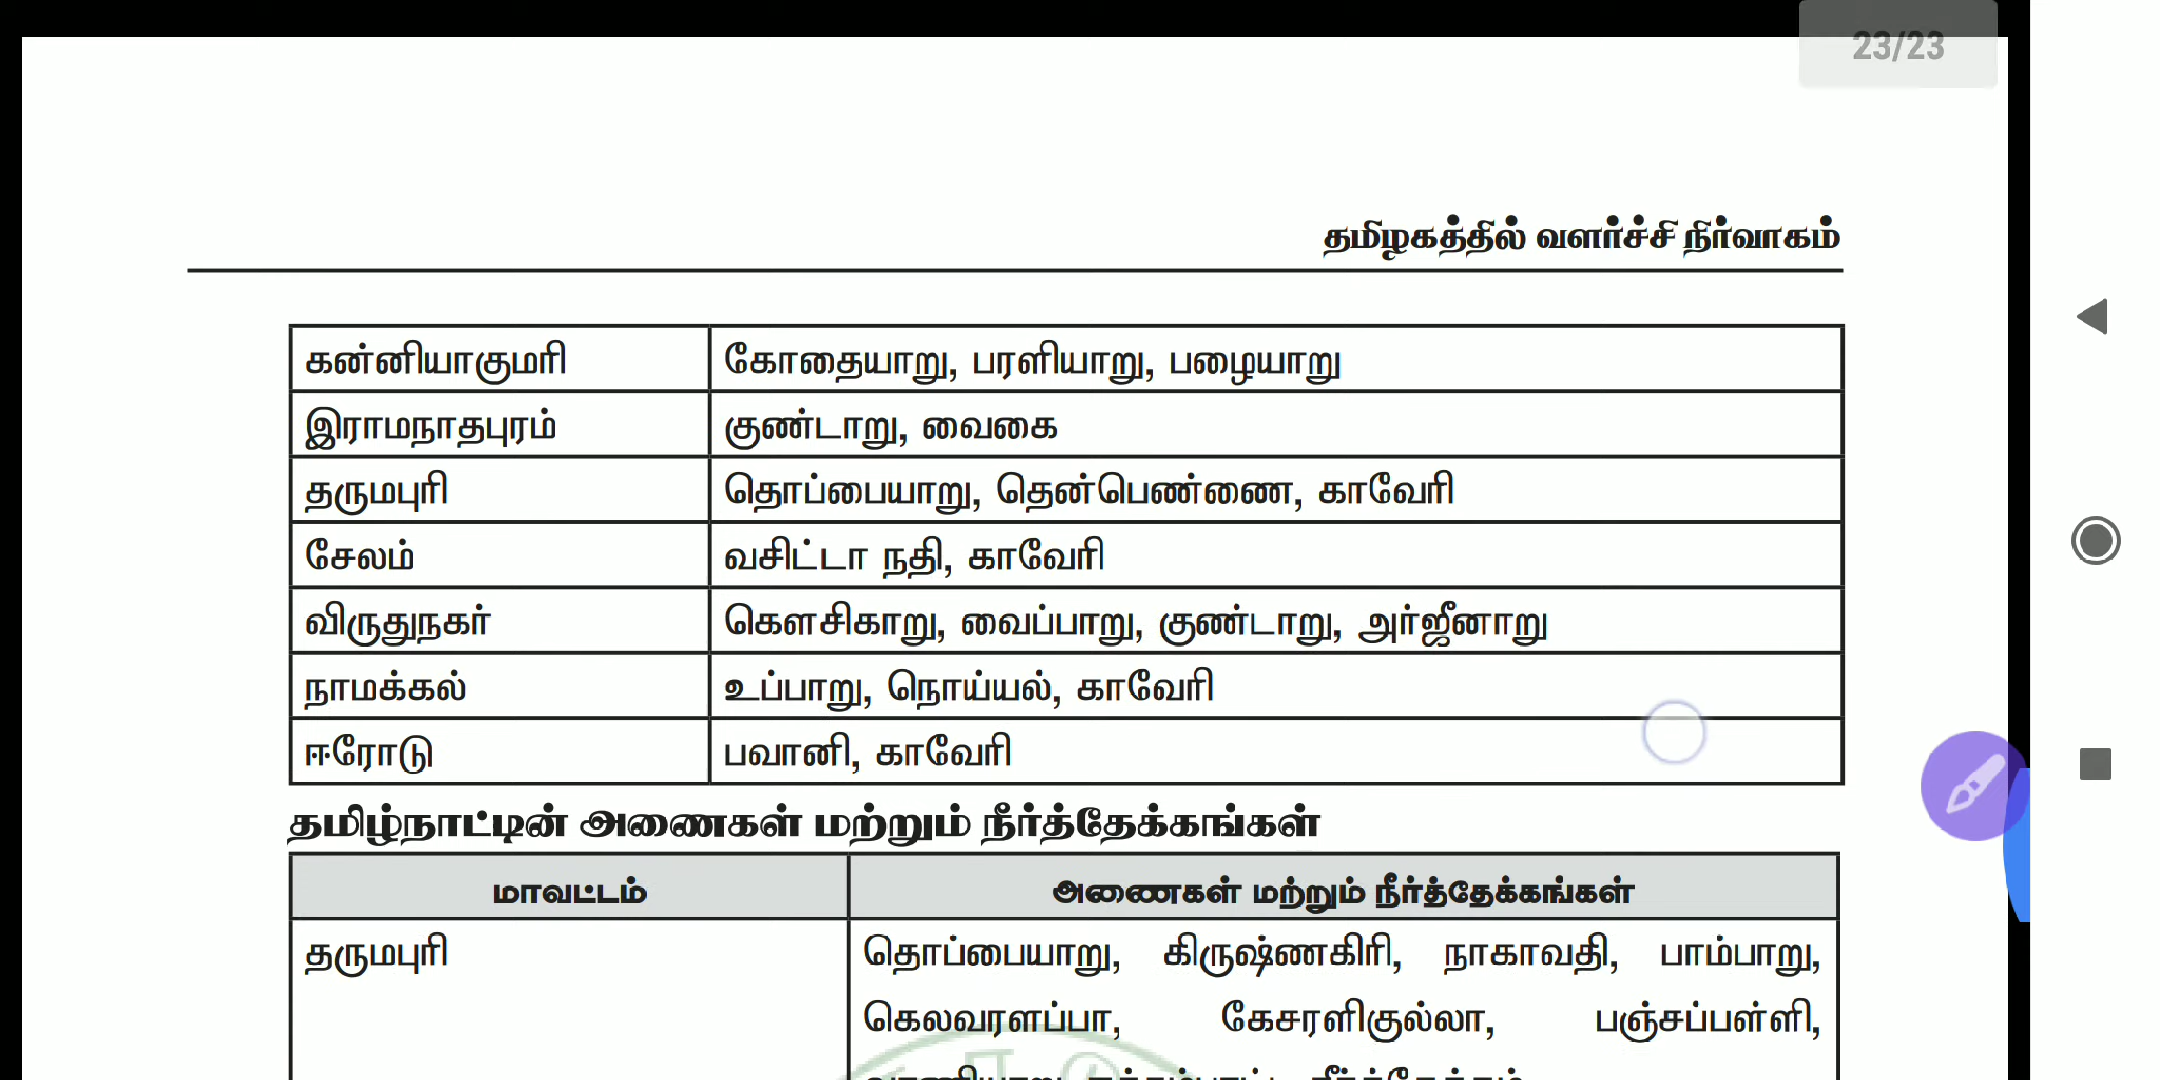 23/23
தமிழகத்தில் வளர்ச்சி நிர்வாகம்
கன்னியாகுமரி கோதையாறு, பரளியாறு, பழையாறு
இராமநாதபுரம் குண்டாறு, வைகை
தருமபுரி தொப்பையாறு, தென்பெண்ணை, காவேரி
சேலம் வசிட்டா நதி, காவேரி
விருதுநகர் கௌசிகாறு, வைப்பாறு, குண்டாறு, அர்ஜீனாறு
நாமக்கல் உப்பாறு, நொய்யல், காவேரி
ஈரோடு பவானி, காவேரி
தமிழ்நாட்டின் அணைகள் மற்றும் நீர்த்தேக்கங்கள்
மாவட்டம் அணைகள் மற்றும் நீர்த்தேக்கங்கள்
தருமபுரி தொப்பையாறு, கிருஷ்ணகிரி, நாகாவதி, பாம்பாறு,
கெலவரளப்பா, கேசரளிகுல்லா, பஞ்சப்பள்ளி,